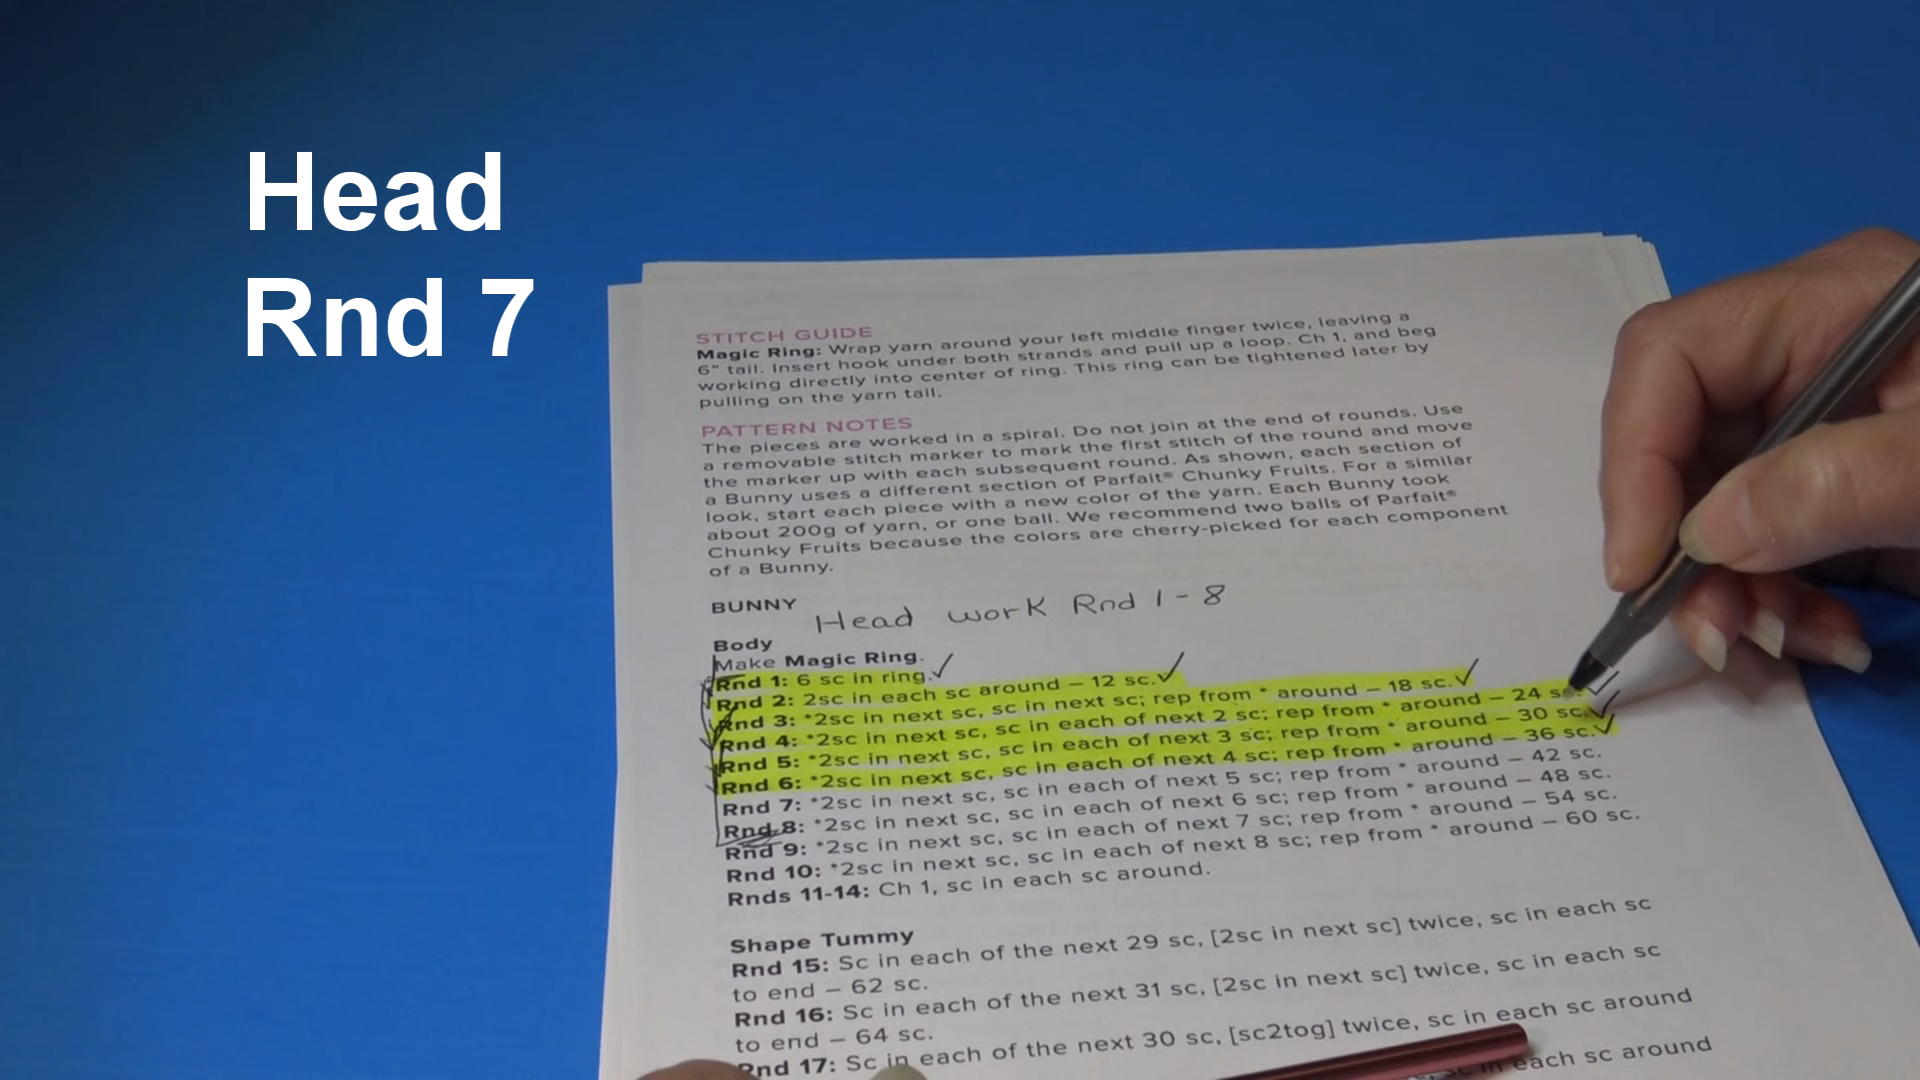 Head
Rnd 7
STITCH GUIDE
Magic Ring: Wrap yarn around your left middle finger twice, leaving a
6" tail. Insert hook under both strands and pull up a loop. Ch 1, and beg
working directly into center of ring. This ring can be tightened later by
pulling on the yarn tail.
PATTERN NOTES
The pieces are worked in a spiral. Do not join at the end of rounds. Use
a removable stitch marker to mark the first stitch of the round and move
the marker up with each subsequent round. As shown, each section of
a Bunny uses a different section of Parfait® Chunky Fruits. For a similar
look, start each piece with a new color of the yarn. Each Bunny took
about 200g of yarn, or one ball. We recommend two balls of Parfait®
Chunky Fruits because the colors are cherry-picked for each component
of a Bunny.
BUNNY
Head work Rnd 1-8
Body
Make Magic Ring.
Rnd 1: 6 sc in ring.
Rnd 2: 2sc in each sc around – 12 sc.
Rnd 3: *2sc in next sc, sc in next sc; rep from * around – 18 sc.
Rnd 4: *2sc in next sc, sc in each of next 2 sc; rep from * around – 24 sc.
Rnd 5: *2sc in next sc, sc in each of next 3 sc; rep from * around – 30 sc.
Rnd 6: *2sc in next sc, sc in each of next 4 sc; rep from * around – 36 sc.
Rnd 7: *2sc in next sc, sc in each of next 5 sc; rep from * around – 42 sc.
Rnd 8: *2sc in next sc, sc in each of next 6 sc; rep from * around – 48 sc.
Rnd 9: *2sc in next sc, sc in each of next 7 sc; rep from * around – 54 sc.
Rnd 10: *2sc in next sc, sc in each of next 8 sc; rep from * around – 60 sc.
Rnds 11-14: Ch 1, sc in each sc around.
Shape Tummy
Rnd 15: Sc in each of the next 29 sc, [2sc in next sc] twice, sc in each sc
to end – 62 sc.
Rnd 16: Sc in each of the next 31 sc, [2sc in next sc] twice, sc in each sc
to end – 64 sc.
Rnd 17: Sc in each of the next 30 sc, [sc2tog] twice, sc in each sc around
in each sc around